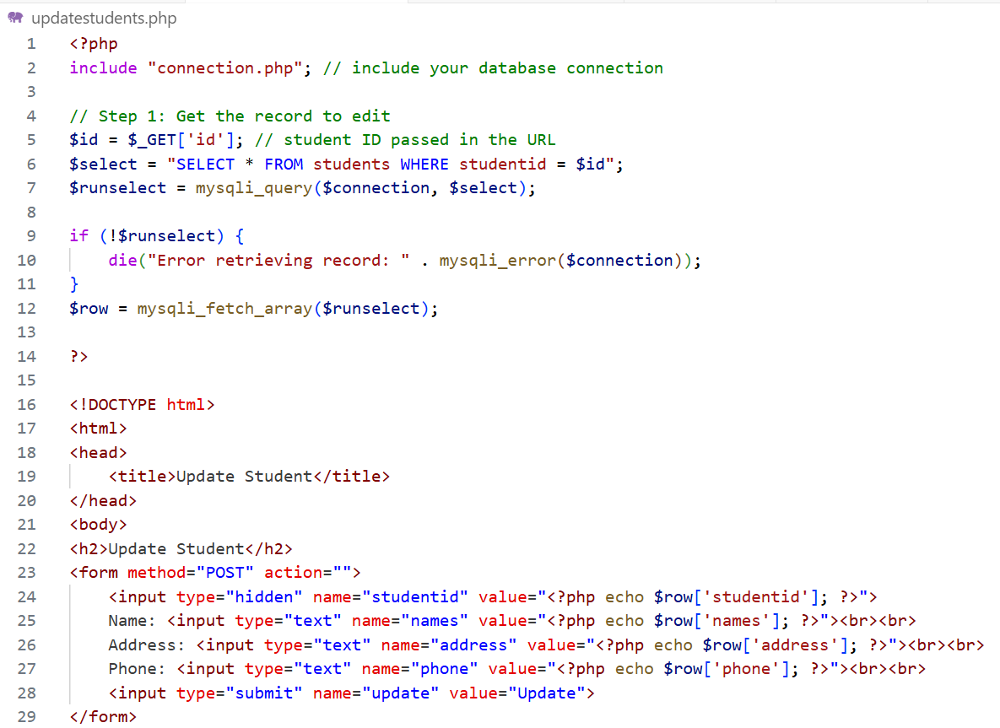 updatestudents.php
1 <?php
2 include "connection.php"; // include your database connection
3
4 // Step 1: Get the record to edit
5 $id = $_GET['id']; // student ID passed in the URL
6 $select = "SELECT * FROM students WHERE studentid = $id";
7 $runselect = mysqli_query($connection, $select);
8
9 if (!$runselect) {
10     die("Error retrieving record: " . mysqli_error($connection));
11 }
12 $row = mysqli_fetch_array($runselect);
13
14 ?>
15
16 <!DOCTYPE html>
17 <html>
18 <head>
19     <title>Update Student</title>
20 </head>
21 <body>
22 <h2>Update Student</h2>
23 <form method="POST" action="">
24     <input type="hidden" name="studentid" value="<?php echo $row['studentid']; ?>">
25     Name: <input type="text" name="names" value="<?php echo $row['names']; ?>"><br><br>
26     Address: <input type="text" name="address" value="<?php echo $row['address']; ?>"><br><br>
27     Phone: <input type="text" name="phone" value="<?php echo $row['phone']; ?>"><br><br>
28     <input type="submit" name="update" value="Update">
29 </form>